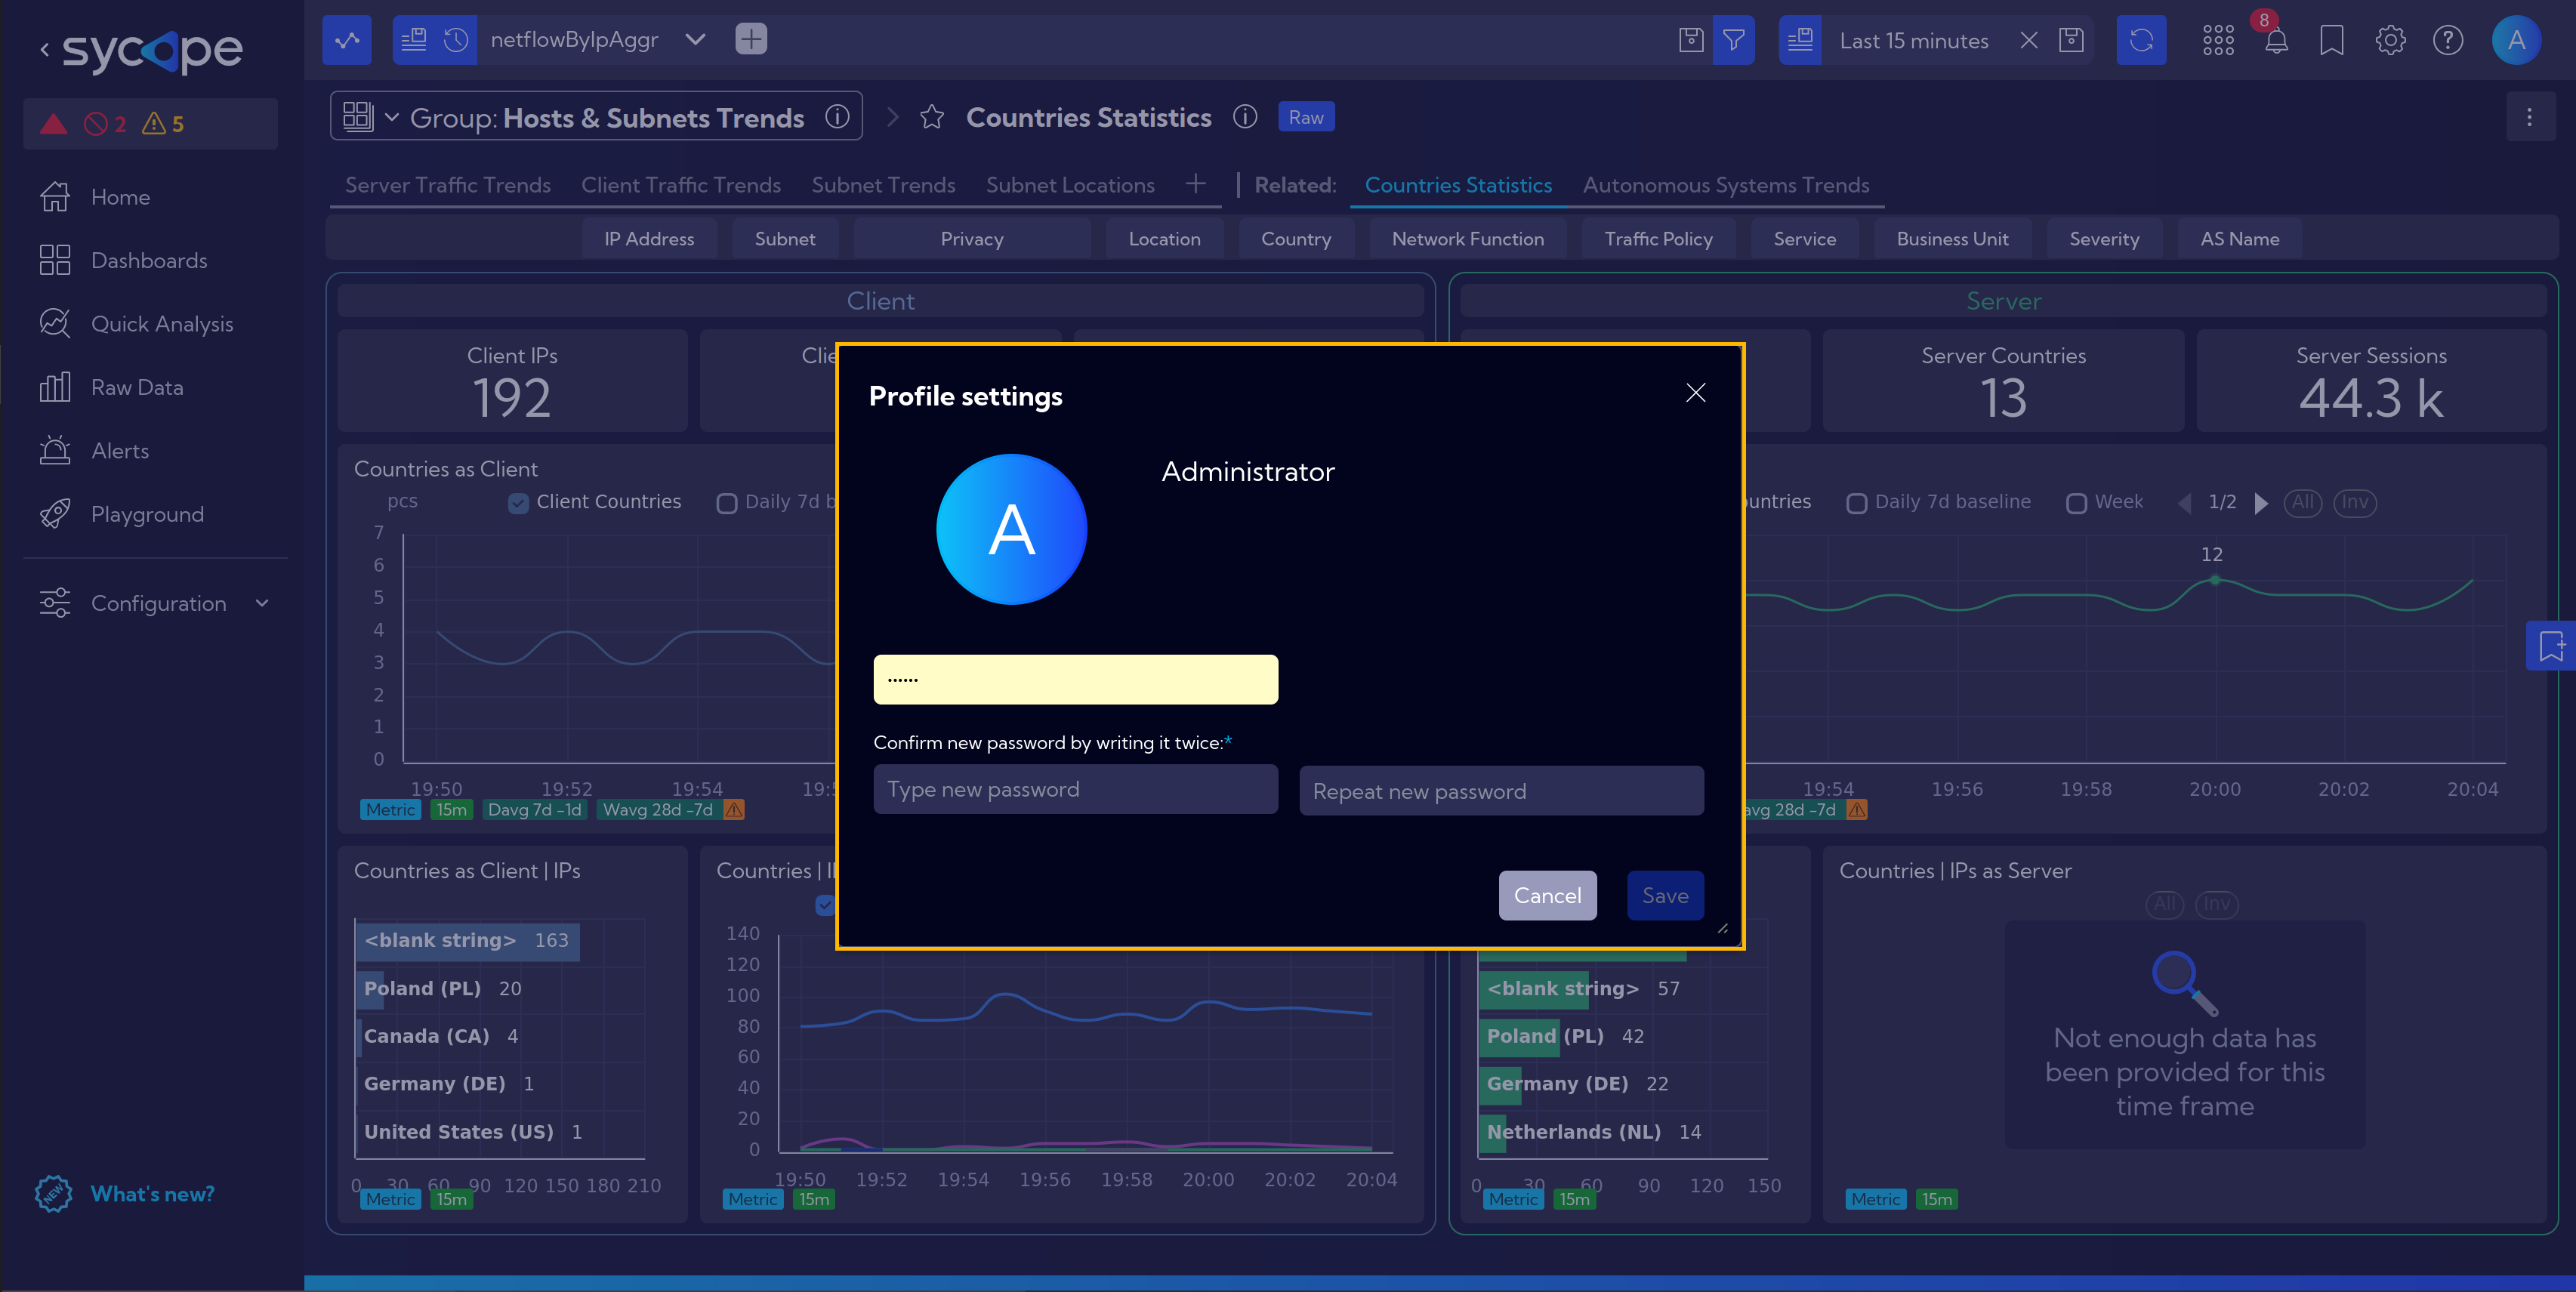 sycope
netflowByIpAggr
Last 15 minutes
8
A
2
5
Group: Hosts & Subnets Trends
Countries Statistics
Raw
Home
Dashboards
Quick Analysis
Raw Data
Alerts
Playground
Configuration
What's new?
NEW
Server Traffic Trends
Client Traffic Trends
Subnet Trends
Subnet Locations
Related:
Countries Statistics
Autonomous Systems Trends
IP Address
Subnet
Privacy
Location
Country
Network Function
Traffic Policy
Service
Business Unit
Severity
AS Name
Client
Server
Client IPs
192
Clie
Server Countries
13
Server Sessions
44.3 k
Countries as Client
pcs
Client Countries
Daily 7d b
7
6
5
4
3
2
1
0
19:50
19:52
19:54
19:5
Metric
15m
Davg 7d -1d
Wavg 28d -7d
Profile settings
A
Administrator
••••••
Confirm new password by writing it twice:*
Type new password
Repeat new password
Cancel
Save
ountries
Daily 7d baseline
Week
1/2
All
Inv
12
19:54
19:56
19:58
20:00
20:02
20:04
avg 28d -7d
Countries as Client | IPs
<blank string> 163
Poland (PL) 20
Canada (CA) 4
Germany (DE) 1
United States (US) 1
0 30 60 90 120 150 180 210
Metric
15m
Countries | I
140
120
100
80
60
40
20
0
19:50
19:52
19:54
19:56
19:58
20:00
20:02
20:04
Metric
15m
<blank string> 57
Poland (PL) 42
Germany (DE) 22
Netherlands (NL) 14
0 30 60 90 120 150
Metric
15m
Countries | IPs as Server
All
Inv
Not enough data has
been provided for this
time frame
Metric
15m